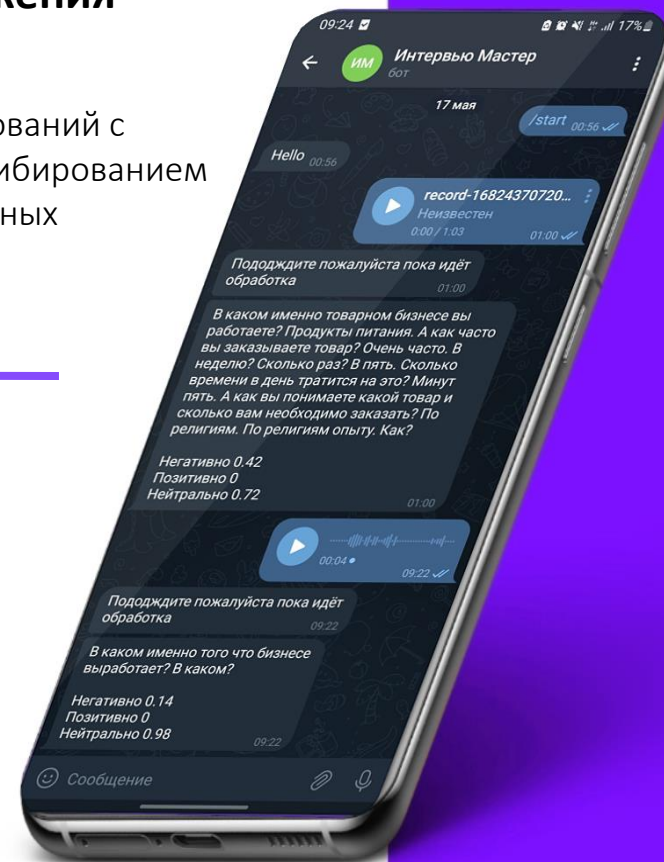 ований с
ибированием
ных
09:24
17%
ИМ
Интервью Мастер
бот
17 мая
/start 00:56
Hello 00:56
record-16824370720...
Неизвестен
0:00 / 1:03 01:00
Пододждите пожалуйста пока идёт
обработка 01:00
В каком именно товарном бизнесе вы
работаете? Продукты питания. А как часто
вы заказываете товар? Очень часто. В
неделю? Сколько раз? В пять. Сколько
времени в день тратится на это? Минут
пять. А как вы понимаете какой товар и
сколько вам необходимо заказать? По
религиям. По религиям опыту. Как?
Негативно 0.42
Позитивно 0
Нейтрально 0.72 01:00
00:04 09:22
Пододждите пожалуйста пока идёт
обработка 09:22
В каком именно того что бизнесе
выработает? В каком?
Негативно 0.14
Позитивно 0
Нейтрально 0.98 09:22
Сообщение